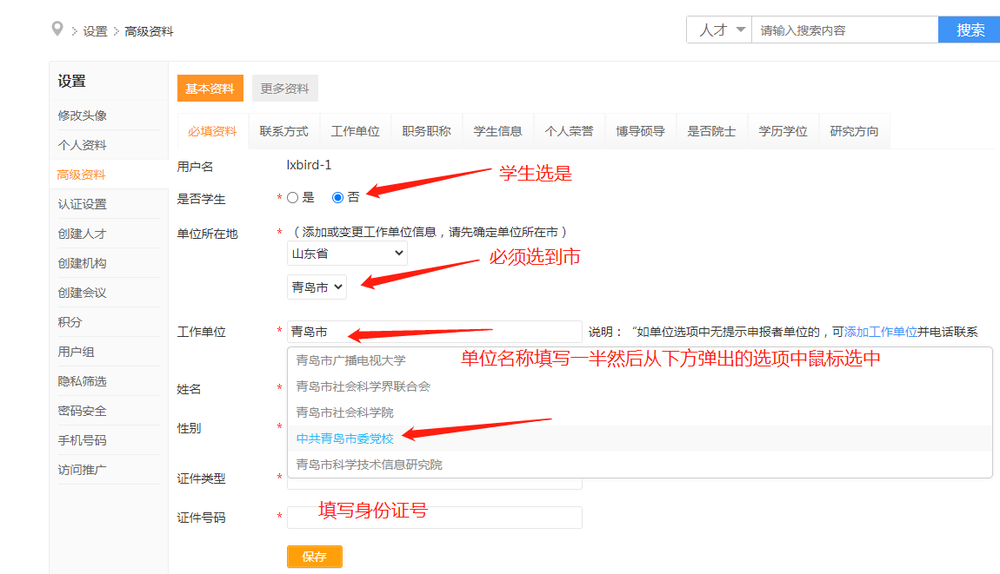 > 设置 > 高级资料
人才 请输入搜索内容 搜索
设置
修改头像
个人资料
高级资料
认证设置
创建人才
创建机构
创建会议
积分
用户组
隐私筛选
密码安全
手机号码
访问推广
基本资料 更多资料
必填资料 联系方式 工作单位 职务职称 学生信息 个人荣誉 博导硕导 是否院士 学历学位 研究方向
用户名 lxbird-1
学生选是
是否学生 * 是 否
单位所在地 * （添加或变更工作单位信息，请先确定单位所在市）
山东省
必须选到市
青岛市
工作单位 * 青岛市 说明：“如单位选项中无提示申报者单位的，可添加工作单位并电话联系
单位名称填写一半然后从下方弹出的选项中鼠标选中
青岛市广播电视大学
青岛市社会科学界联合会
青岛市社会科学院
中共青岛市委党校
青岛市科学技术信息研究院
姓名 *
性别 *
证件类型 *
证件号码 * 填写身份证号
保存